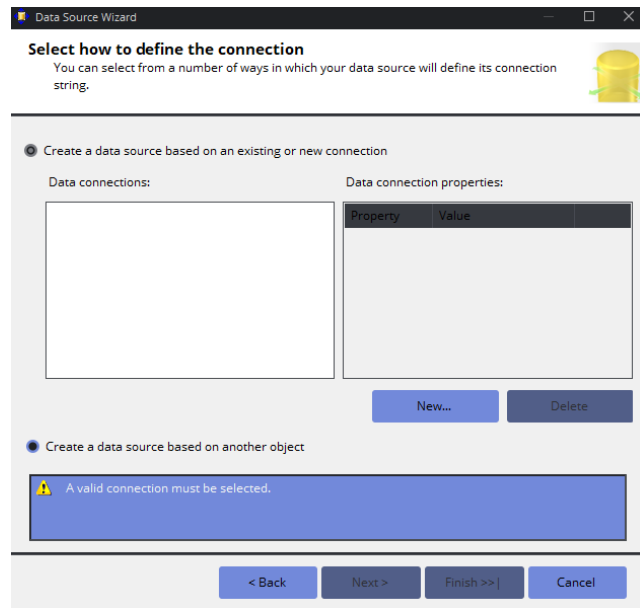 Data Source Wizard
Select how to define the connection
You can select from a number of ways in which your data source will define its connection
string.
Create a data source based on an existing or new connection
Data connections:
Data connection properties:
Property Value
New...
Delete
Create a data source based on another object
A valid connection must be selected.
< Back
Next >
Finish >>|
Cancel